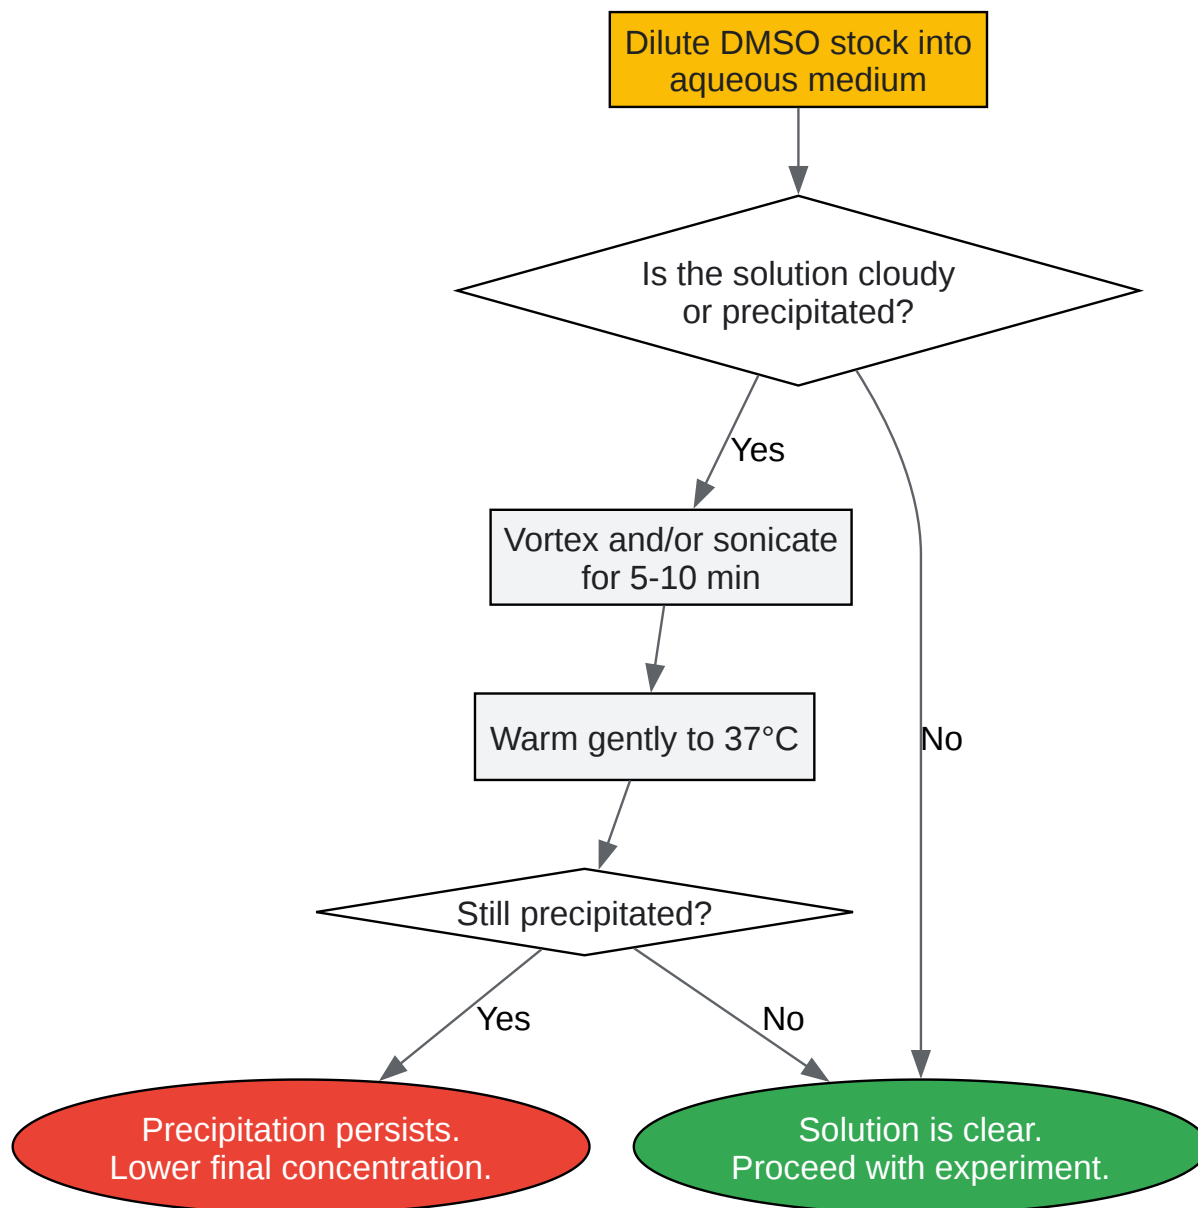 Dilute DMSO stock into
aqueous medium
Is the solution cloudy
or precipitated?
Yes
Vortex and/or sonicate
for 5-10 min
Warm gently to 37°C
No
Still precipitated?
Yes
No
Precipitation persists.
Lower final concentration.
Solution is clear.
Proceed with experiment.